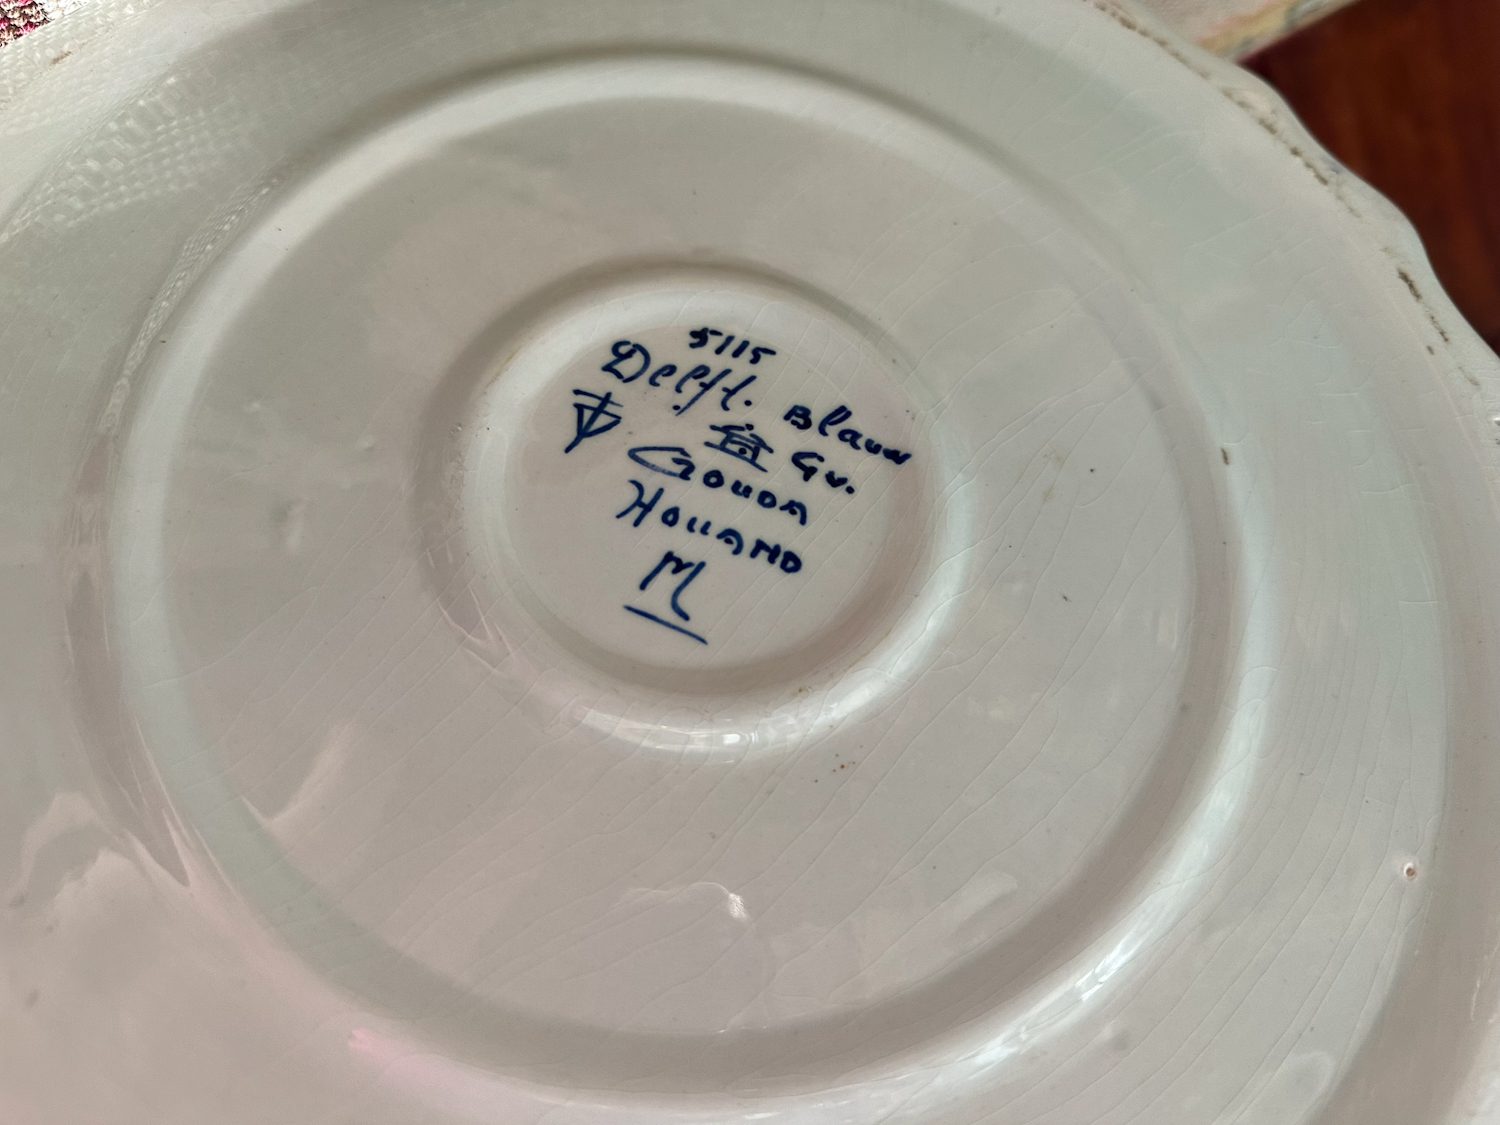 5115
Delft. Blauw
Gv.
GOUDA
HOLLAND
M